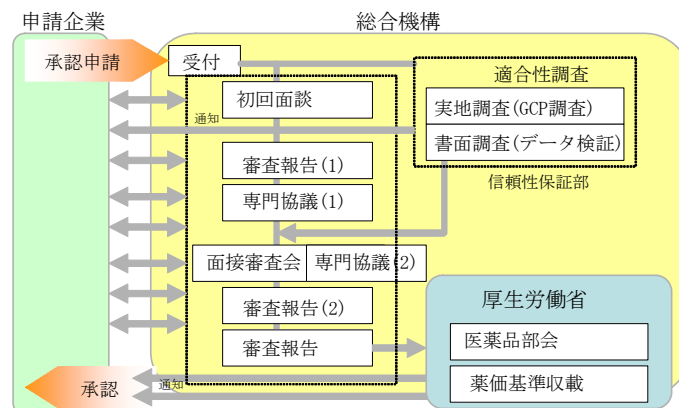 申請企業
総合機構
承認申請
受付
適合性調査
初回面談
実地調査(GCP調査)
通知
書面調査(データ検証)
審査報告(1)
信頼性保証部
専門協議(1)
面接審査会
専門協議(2)
厚生労働省
審査報告(2)
医薬品部会
審査報告
薬価基準収載
承認
通知